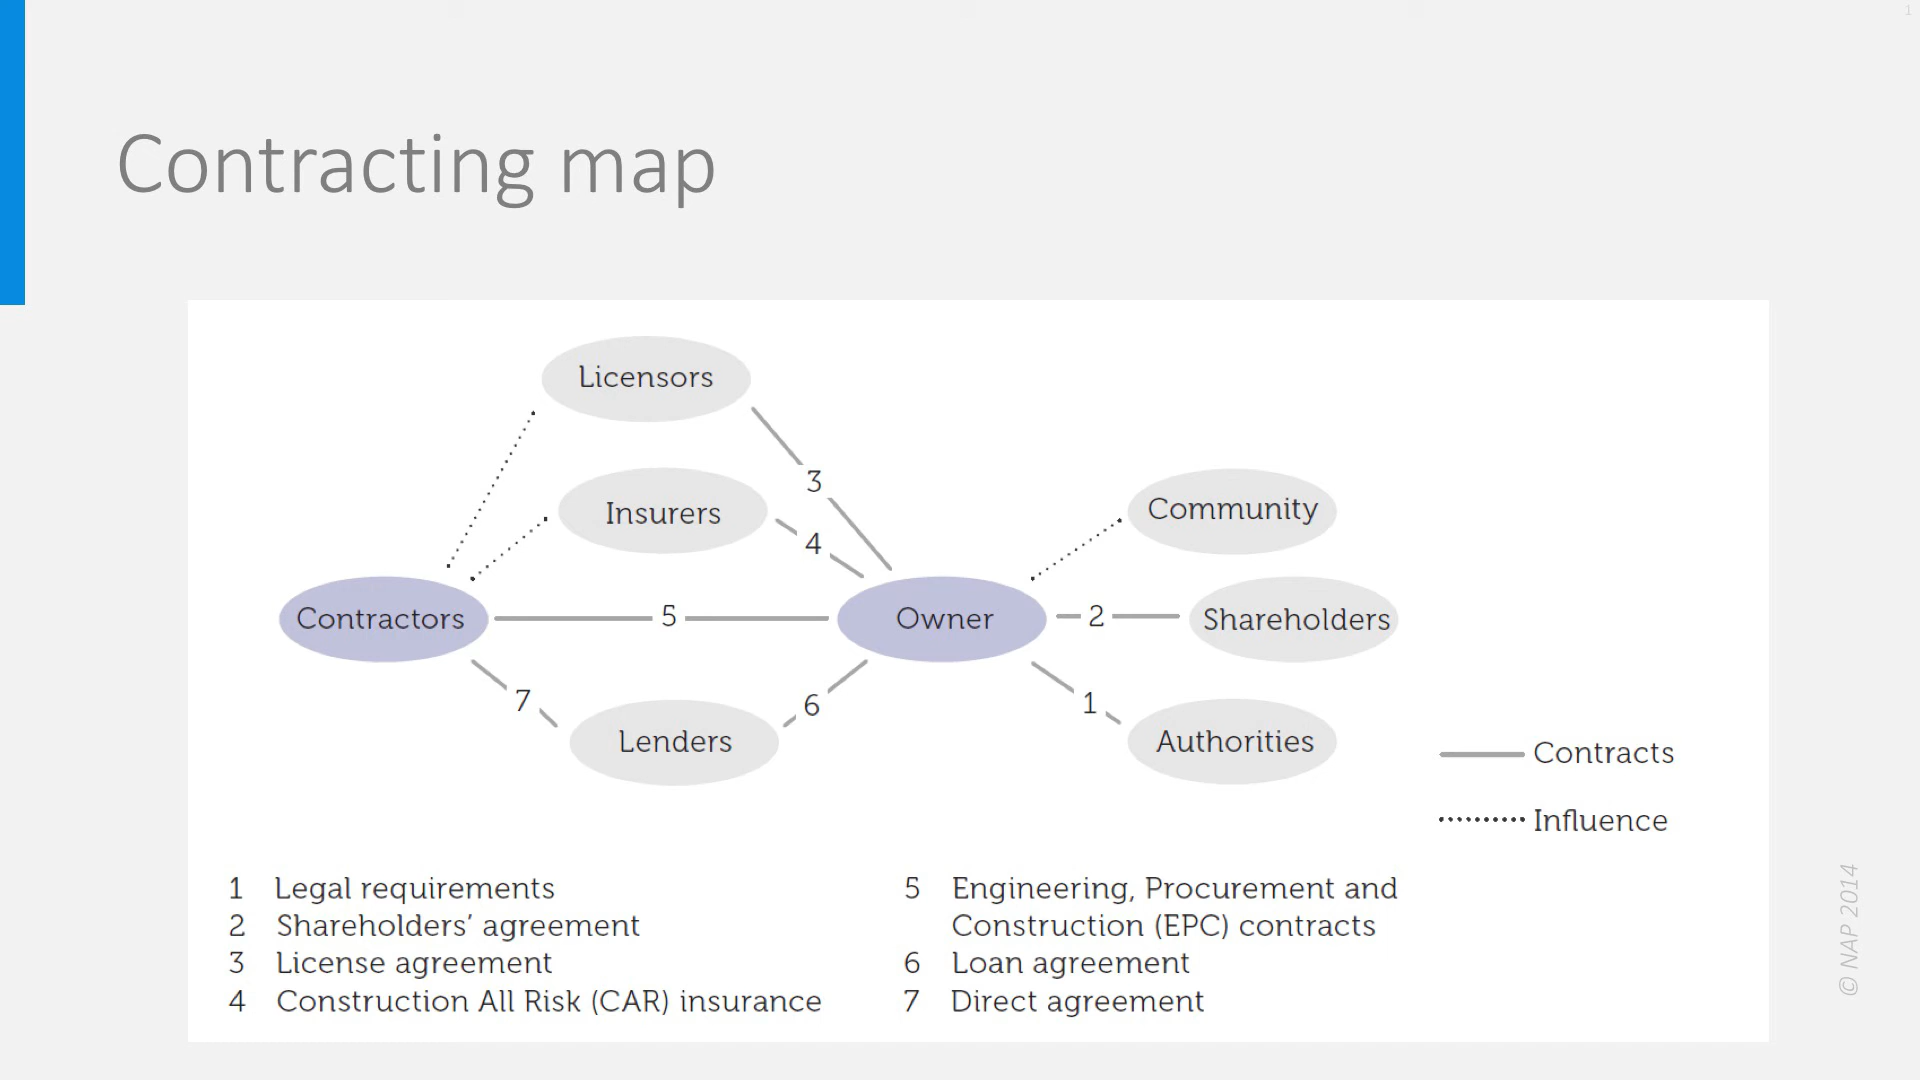 1
Contracting map
Licensors
3
Insurers
4
Community
Contractors
5
Owner
2
Shareholders
7
6
1
Lenders
Authorities
Contracts
Influence
1 Legal requirements
2 Shareholders’ agreement
3 License agreement
4 Construction All Risk (CAR) insurance
5 Engineering, Procurement and
Construction (EPC) contracts
6 Loan agreement
7 Direct agreement
© NAP 2014